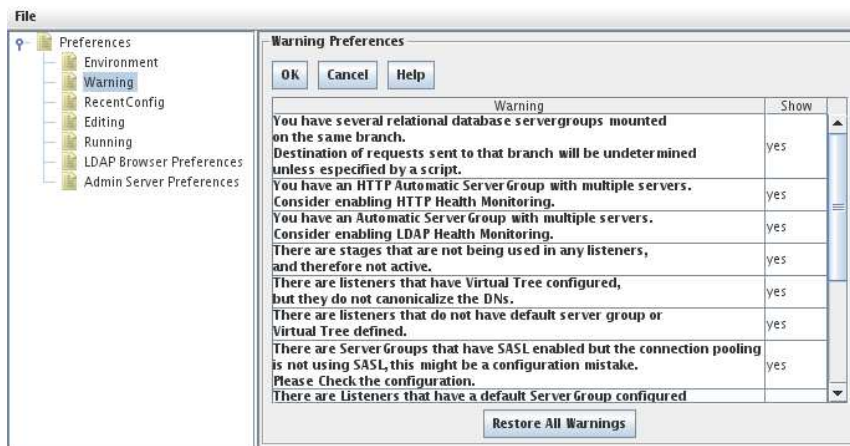 File
Preferences
Environment
Warning
RecentConfig
Editing
Running
LDAP Browser Preferences
Admin Server Preferences
Warning Preferences
OK Cancel Help
Warning Show
You have several relational database servergroups mounted
on the same branch.
Destination of requests sent to that branch will be undetermined
unless especified by a script.
yes
You have an HTTP Automatic ServerGroup with multiple servers.
Consider enabling HTTP Health Monitoring.
yes
You have an Automatic ServerGroup with multiple servers.
Consider enabling LDAP Health Monitoring.
yes
There are stages that are not being used in any listeners,
and therefore not active.
yes
There are listeners that have Virtual Tree configured,
but they do not canonicalize the DNs.
yes
There are listeners that do not have default server group or
Virtual Tree defined.
yes
There are ServerGroups that have SASL enabled but the connection pooling
is not using SASL,this might be a configuration mistake.
Please Check the configuration.
yes
There are Listeners that have a default ServerGroup configured
Restore All Warnings